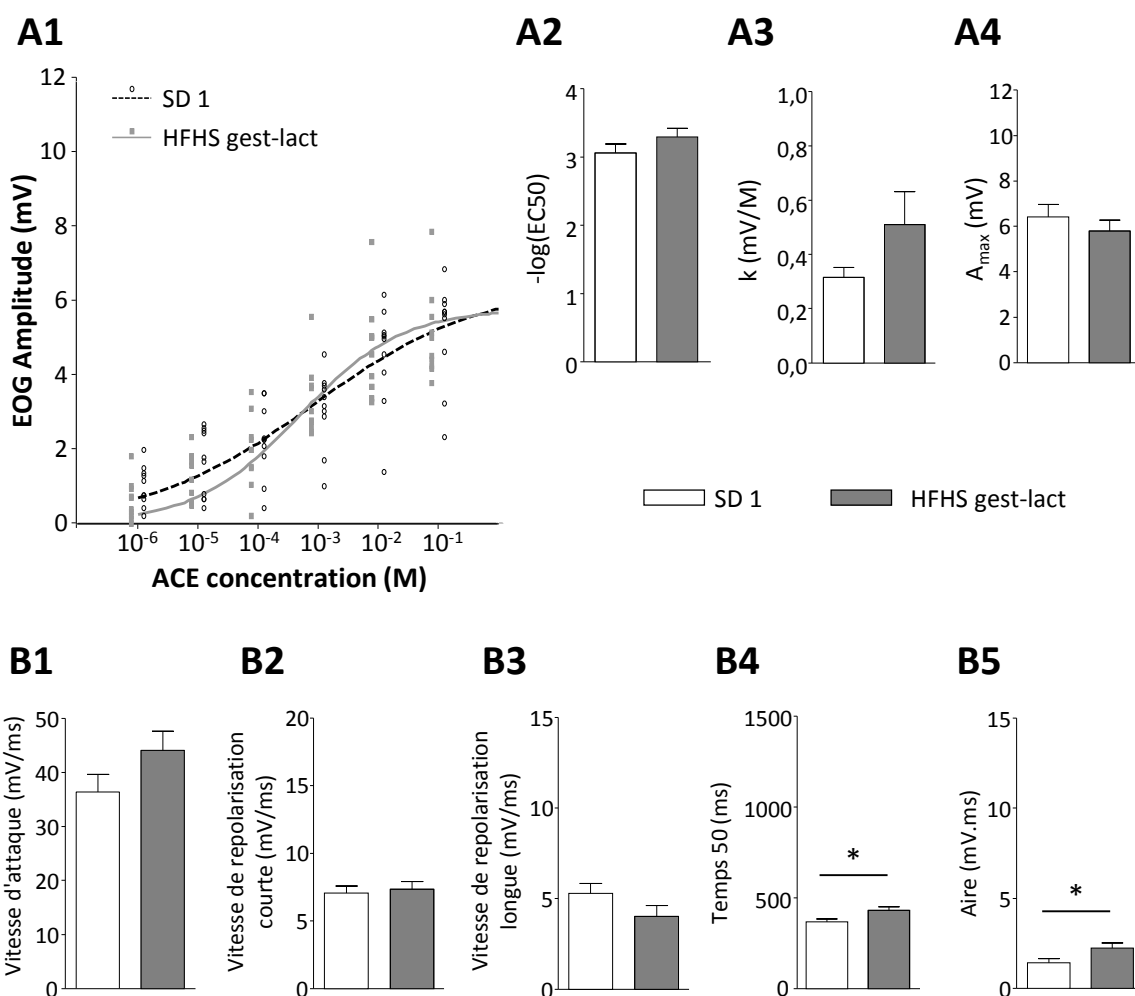 A1
A2
A3
A4
12
10
8
6
4
2
0
EOG Amplitude (mV)
SD 1
HFHS gest-lact
10-6
10-5
10-4
10-3
10-2
10-1
ACE concentration (M)
4
3
2
1
0
-log(EC50)
1,0
0,8
0,6
0,4
0,2
0,0
k (mV/M)
12
10
8
6
4
2
0
Amax (mV)
SD 1
HFHS gest-lact
B1
B2
B3
B4
B5
50
40
30
20
10
0
Vitesse d'attaque (mV/ms)
20
15
10
5
0
Vitesse de repolarisation
courte (mV/ms)
15
10
5
0
Vitesse de repolarisation
longue (mV/ms)
1500
1000
500
0
Temps 50 (ms)
*
15
10
5
0
Aire (mV.ms)
*